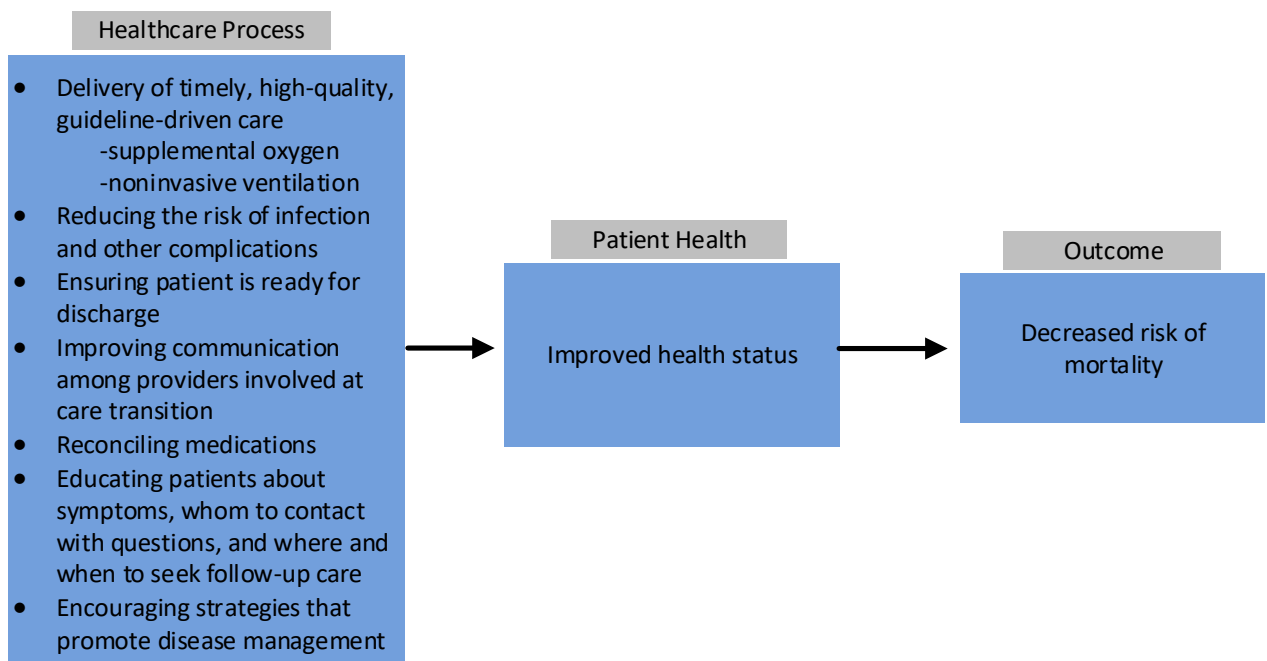 Healthcare Process
• Delivery of timely, high-quality,
guideline-driven care
-supplemental oxygen
-noninvasive ventilation
• Reducing the risk of infection
and other complications
• Ensuring patient is ready for
discharge
• Improving communication
among providers involved at
care transition
• Reconciling medications
• Educating patients about
symptoms, whom to contact
with questions, and where and
when to seek follow-up care
• Encouraging strategies that
promote disease management
Patient Health
Improved health status
Outcome
Decreased risk of
mortality